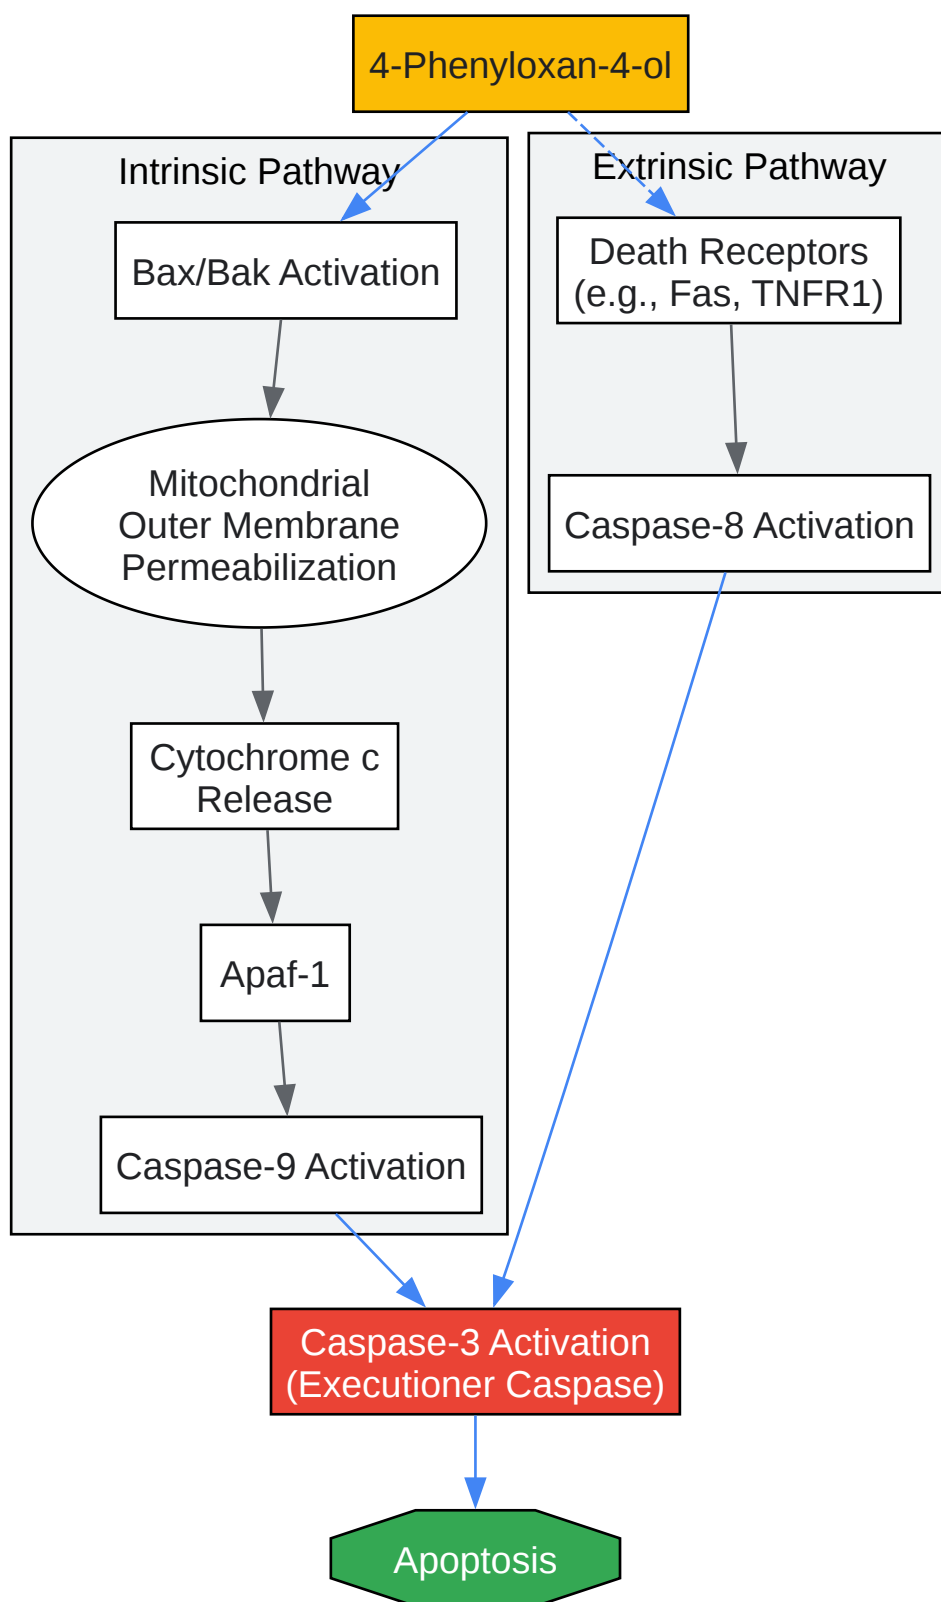 4-Phenyloxan-4-ol
Intrinsic Pathway
Bax/Bak Activation
Mitochondrial
Outer Membrane
Permeabilization
Cytochrome c
Release
Apaf-1
Caspase-9 Activation
Extrinsic Pathway
Death Receptors
(e.g., Fas, TNFR1)
Caspase-8 Activation
Caspase-3 Activation
(Executioner Caspase)
Apoptosis